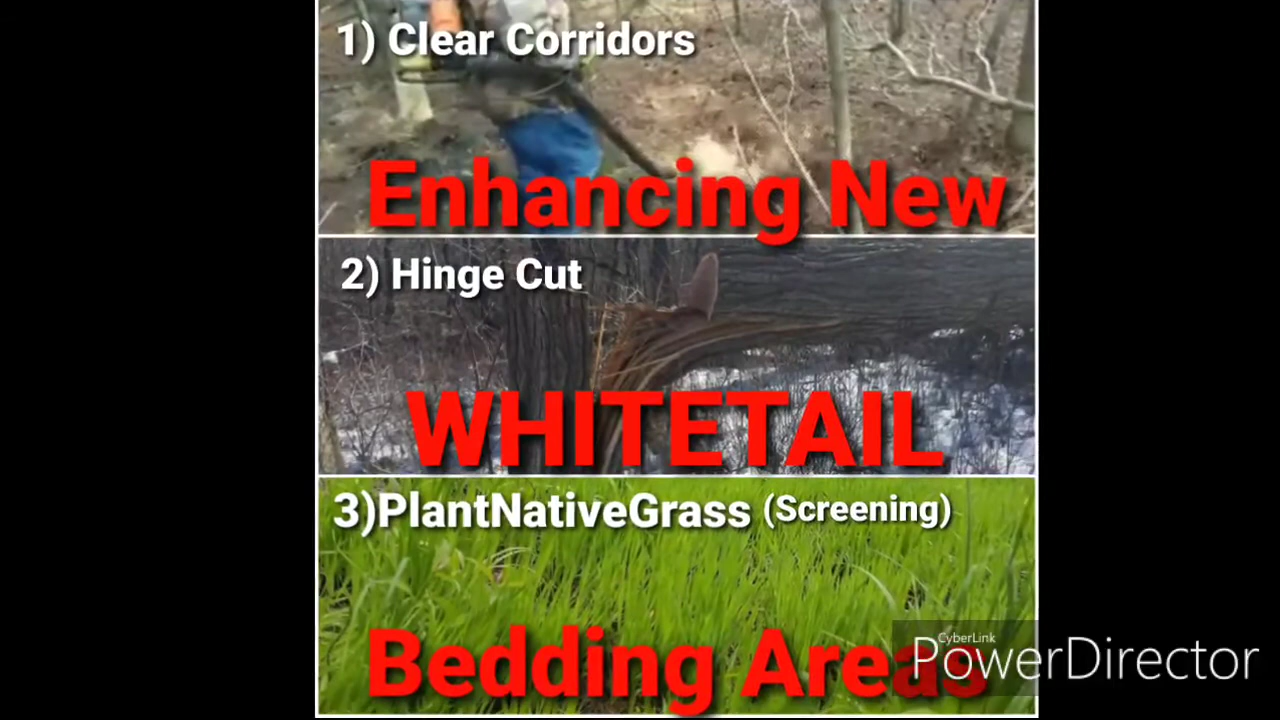 1) Clear Corridors
Enhancing New
2) Hinge Cut
WHITETAIL
3)PlantNativeGrass (Screening)
Bedding Areas
CyberLink
PowerDirector